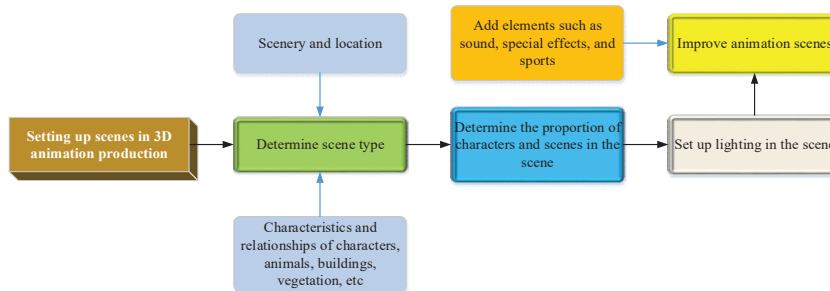 Scenery and location
Add elements such as
sound, special effects, and
sports
Improve animation scenes
Setting up scenes in 3D
animation production
Determine scene type
Determine the proportion of
characters and scenes in the
scene
Set up lighting in the scene
Characteristics and
relationships of characters,
animals, buildings,
vegetation, etc